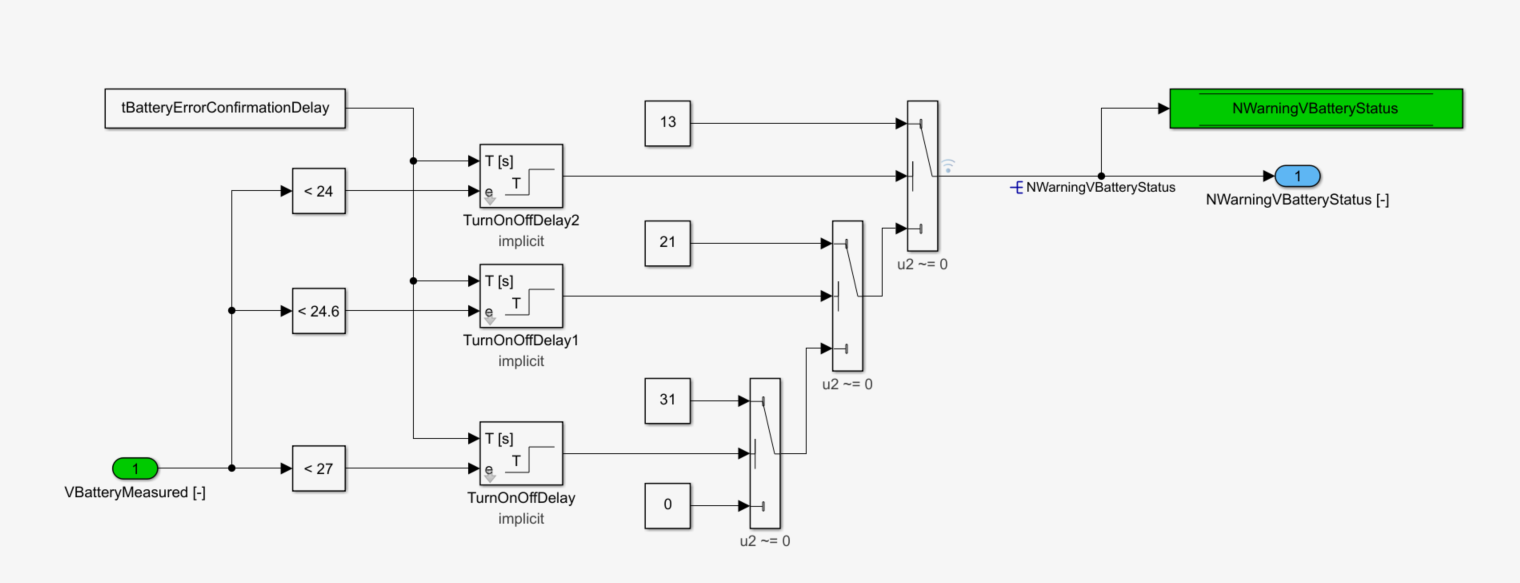 tBatteryErrorConfirmationDelay
13
NWarningVBatteryStatus
T [s]
T
< 24
e
TurnOnOffDelay2
implicit
NWarningVBatteryStatus
1
NWarningVBatteryStatus [-]
21
u2 ~= 0
T [s]
T
< 24.6
e
TurnOnOffDelay1
implicit
u2 ~= 0
31
T [s]
T
1
< 27
e
VBatteryMeasured [-]
TurnOnOffDelay
implicit
0
u2 ~= 0